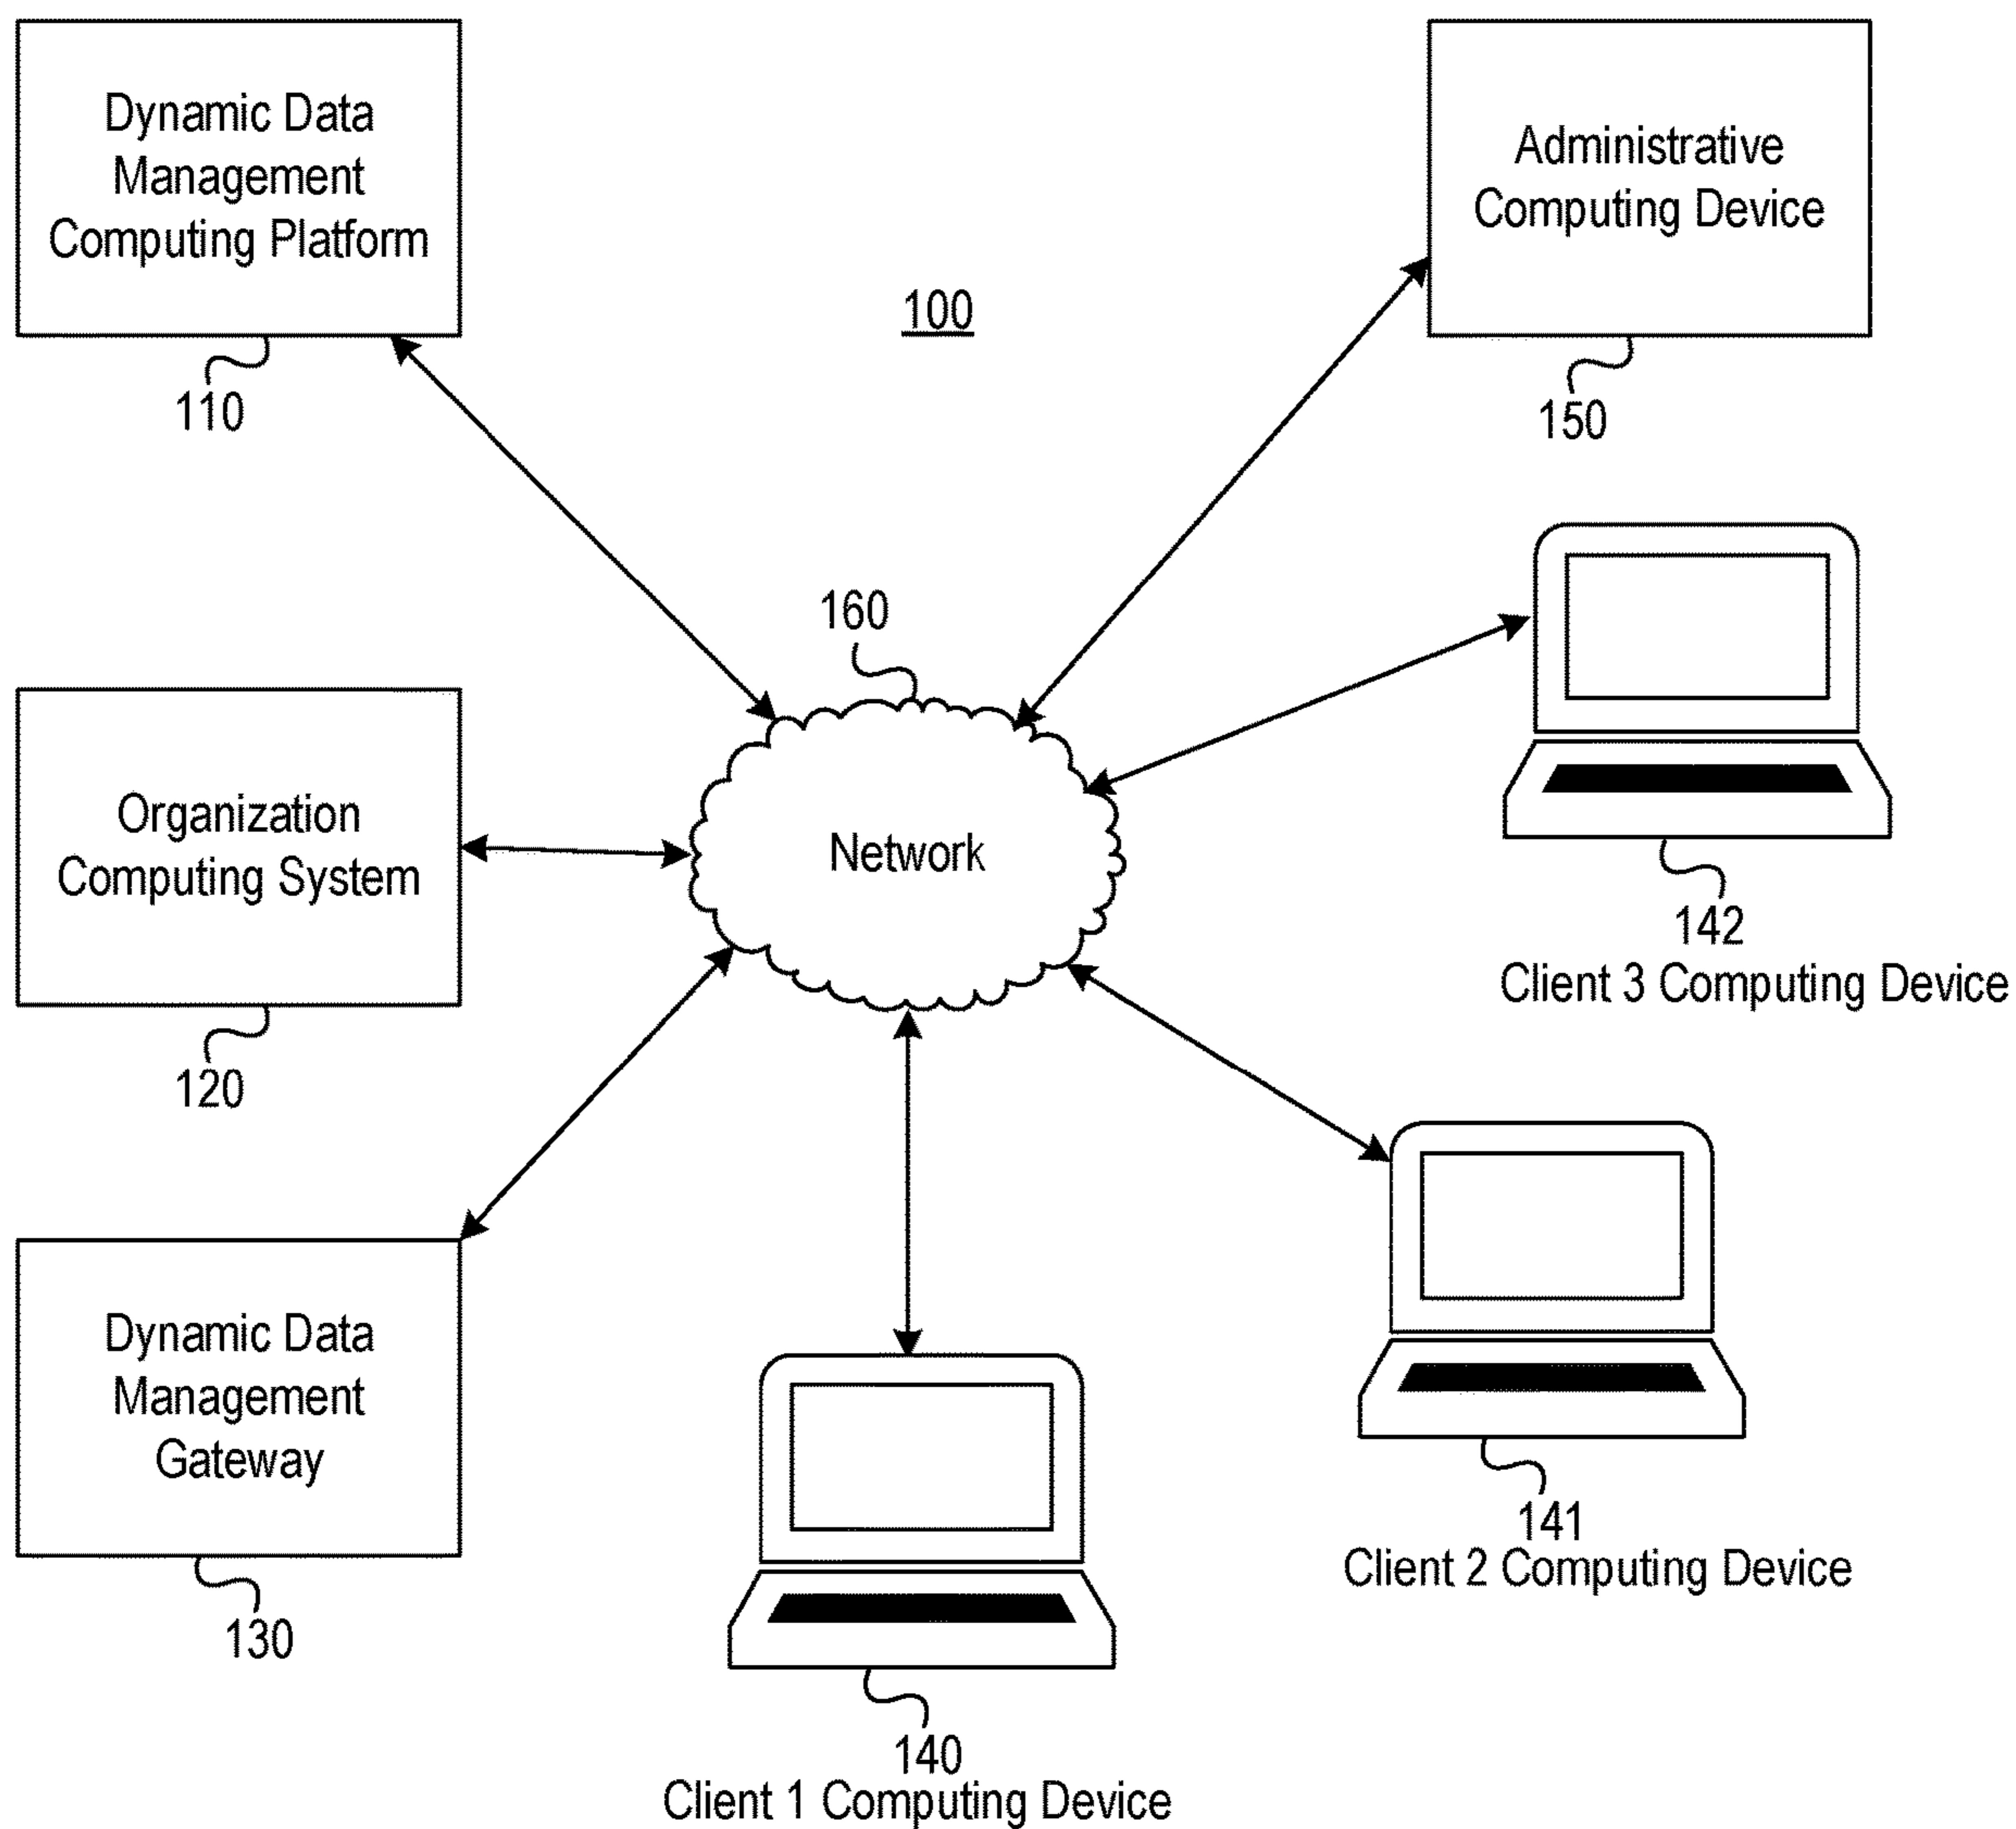 Dynamic Data
Management
Computing Platform
110
100
Administrative
Computing Device
150
160
Network
Organization
Computing System
120
142
Client 3 Computing Device
Dynamic Data
Management
Gateway
130
141
Client 2 Computing Device
140
Client 1 Computing Device